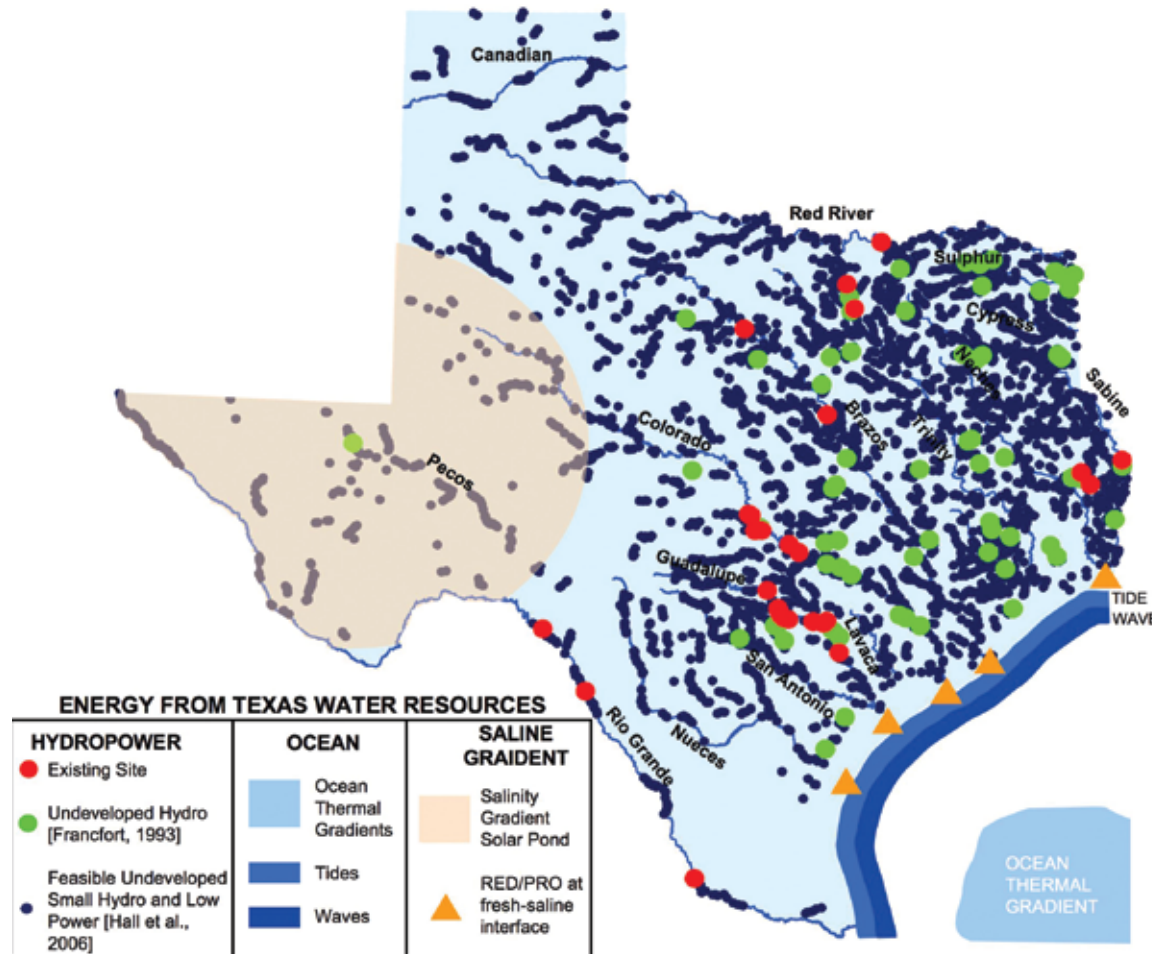 Canadian
Red River
Sulphur
Cypress
Neches
Sabine
Brazos
Trinity
Colorado
Pecos
Guadalupe
Lavaca
San Antonio
Nueces
Rio Grande
TIDE
WAVE
OCEAN
THERMAL
GRADIENT
ENERGY FROM TEXAS WATER RESOURCES
HYDROPOWER
Existing Site
Undeveloped Hydro
[Francfort, 1993]
Feasible Undeveloped
Small Hydro and Low
Power [Hall et al.,
2006]
OCEAN
Ocean
Thermal
Gradients
Tides
Waves
SALINE
GRAIDENT
Salinity
Gradient
Solar Pond
RED/PRO at
fresh-saline
interface